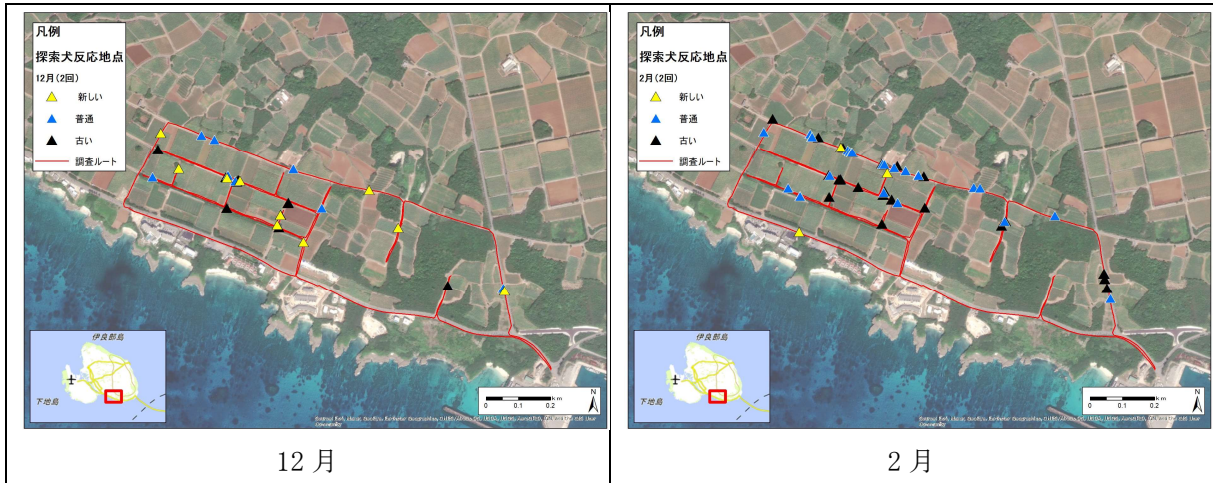 凡例
探索犬反応地点
12月(2回)
新しい
普通
古い
調査ルート
伊良部島
下地島
N
0 0.1 0.2 km
12 月
凡例
探索犬反応地点
2月(2回)
新しい
普通
古い
調査ルート
伊良部島
下地島
N
0 0.1 0.2 km
2 月